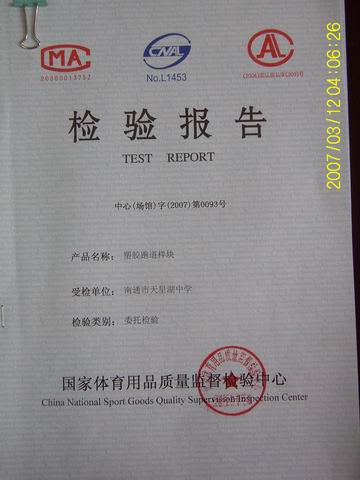 MA
CNAL
AL
No.L1453
检验报告
TEST REPORT
中心(场馆)字(2007)第0093号
产品名称: 塑胶跑道样块
受检单位: 南通市天星湖中学
检验类别: 委托检验
国家体育用品质量监督检验中心
China National Sport Goods Quality Supervision Inspection Center
2007/03/12 04:06:26